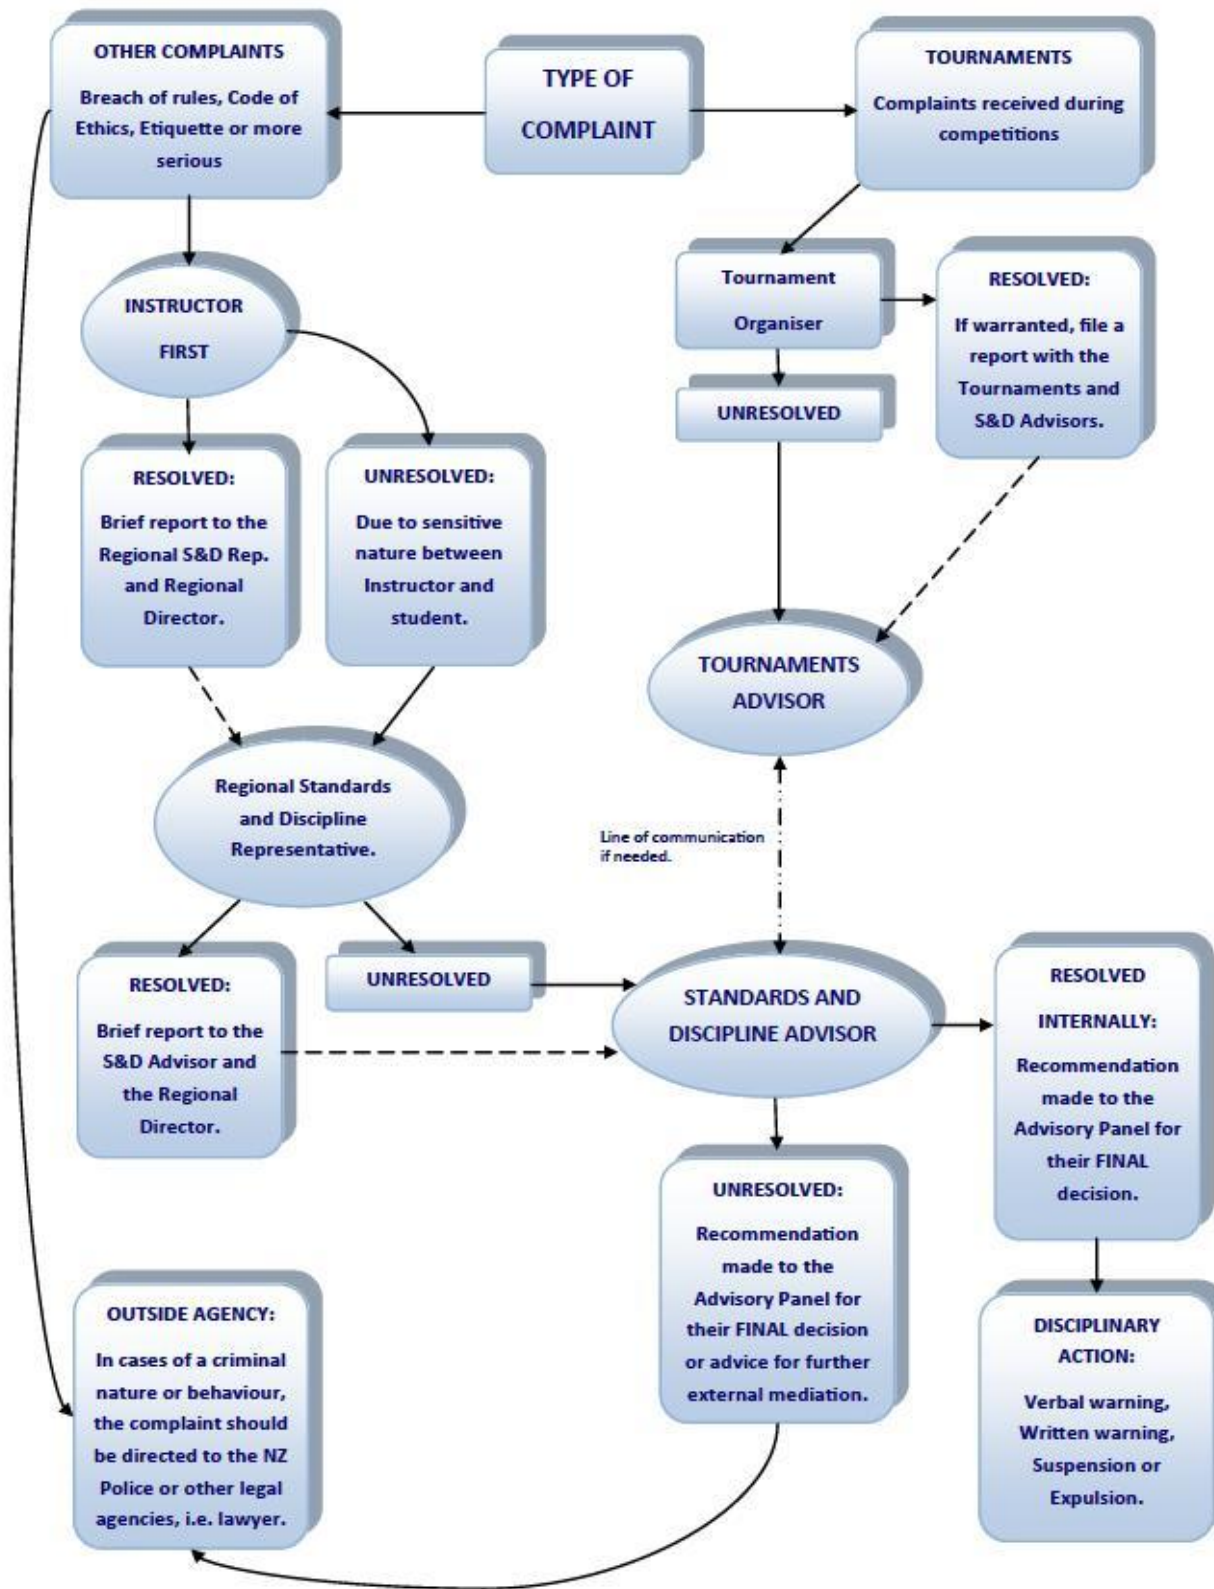 OTHER COMPLAINTS
Breach of rules, Code of
Ethics, Etiquette or more
serious
TYPE OF
COMPLAINT
TOURNAMENTS
Complaints received during
competitions
INSTRUCTOR
FIRST
Tournament
Organiser
RESOLVED:
If warranted, file a
report with the
Tournaments and
S&D Advisors.
UNRESOLVED
RESOLVED:
Brief report to the
Regional S&D Rep.
and Regional
Director.
UNRESOLVED:
Due to sensitive
nature between
Instructor and
student.
TOURNAMENTS
ADVISOR
Regional Standards
and Discipline
Representative.
Line of communication
if needed.
RESOLVED:
Brief report to the
S&D Advisor and
the Regional
Director.
UNRESOLVED
STANDARDS AND
DISCIPLINE ADVISOR
RESOLVED
INTERNALLY:
Recommendation
made to the
Advisory Panel for
their FINAL
decision.
UNRESOLVED:
Recommendation
made to the
Advisory Panel for
their FINAL decision
or advice for further
external mediation.
OUTSIDE AGENCY:
In cases of a criminal
nature or behaviour,
the complaint should
be directed to the NZ
Police or other legal
agencies, i.e. lawyer.
DISCIPLINARY
ACTION:
Verbal warning,
Written warning,
Suspension or
Expulsion.